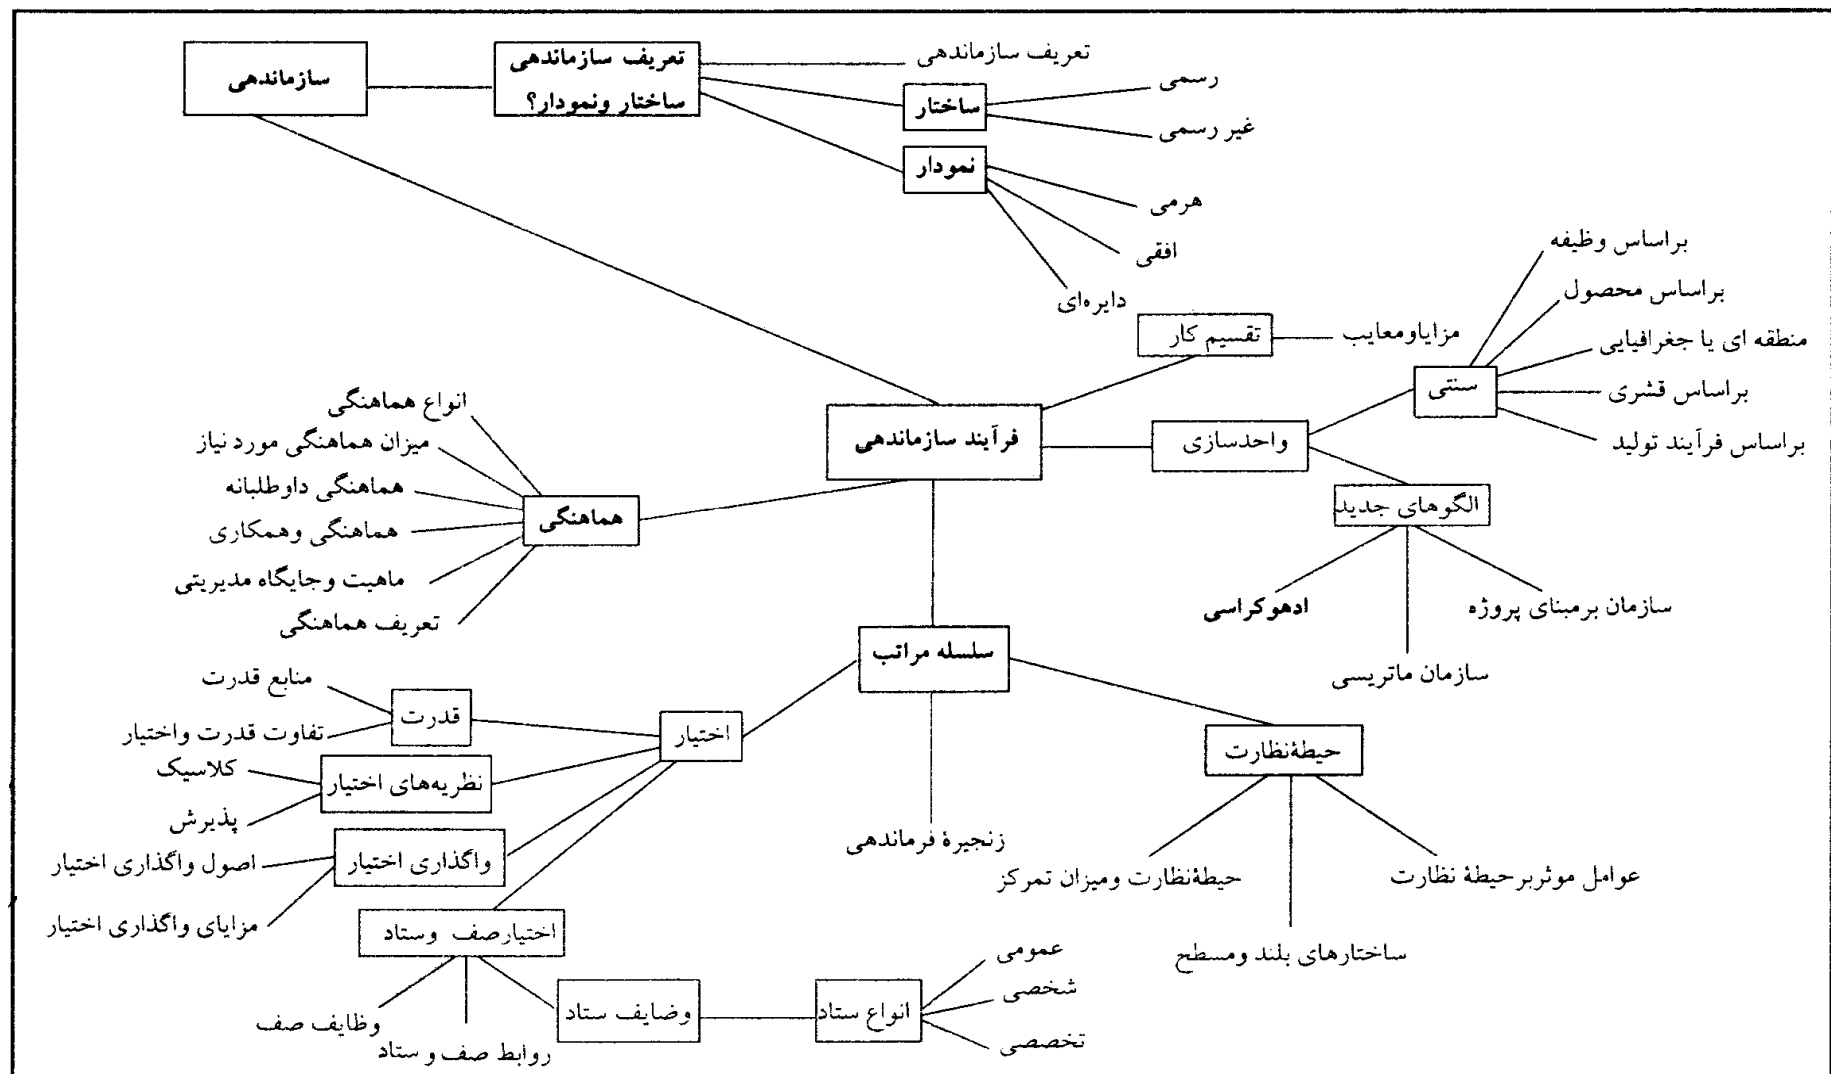 سازماندهی
تعریف سازماندهی
ساختار ونمودار؟
تعریف سازماندهی
ساختار
رسمی
غیر رسمی
نمودار
هرمی
افقی
دایره‌ای
فرآیند سازماندهی
تقسیم کار
مزایاومعایب
واحدسازی
سنتی
براساس وظیفه
براساس محصول
منطقه ای یا جغرافیایی
براساس قشری
براساس فرآیند تولید
الگوهای جدید
سازمان برمبنای پروژه
سازمان ماتریسی
ادهوکراسی
هماهنگی
انواع هماهنگی
میزان هماهنگی مورد نیاز
هماهنگی داوطلبانه
هماهنگی وهمکاری
ماهیت وجایگاه مدیریتی
تعریف هماهنگی
سلسله مراتب
حیطهٔ‌نظارت
عوامل موثربرحیطهٔ نظارت
ساختارهای بلند ومسطح
حیطهٔ‌نظارت ومیزان تمرکز
زنجیرهٔ فرماندهی
اختیار
قدرت
منابع قدرت
تفاوت قدرت واختیار
نظریه‌های اختیار
کلاسیک
پذیرش
واگذاری اختیار
اصول واگذاری اختیار
مزایای واگذاری اختیار
اختیارصف وستاد
وظایف صف
روابط صف و ستاد
وضایف ستاد
انواع ستاد
عمومی
شخصی
تخصصی